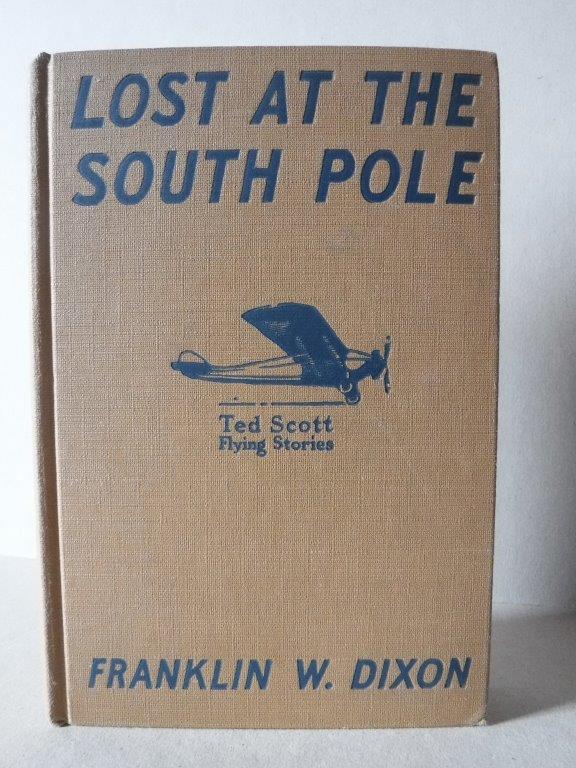 LOST AT THE
SOUTH POLE
Ted Scott
Flying Stories
FRANKLIN W. DIXON